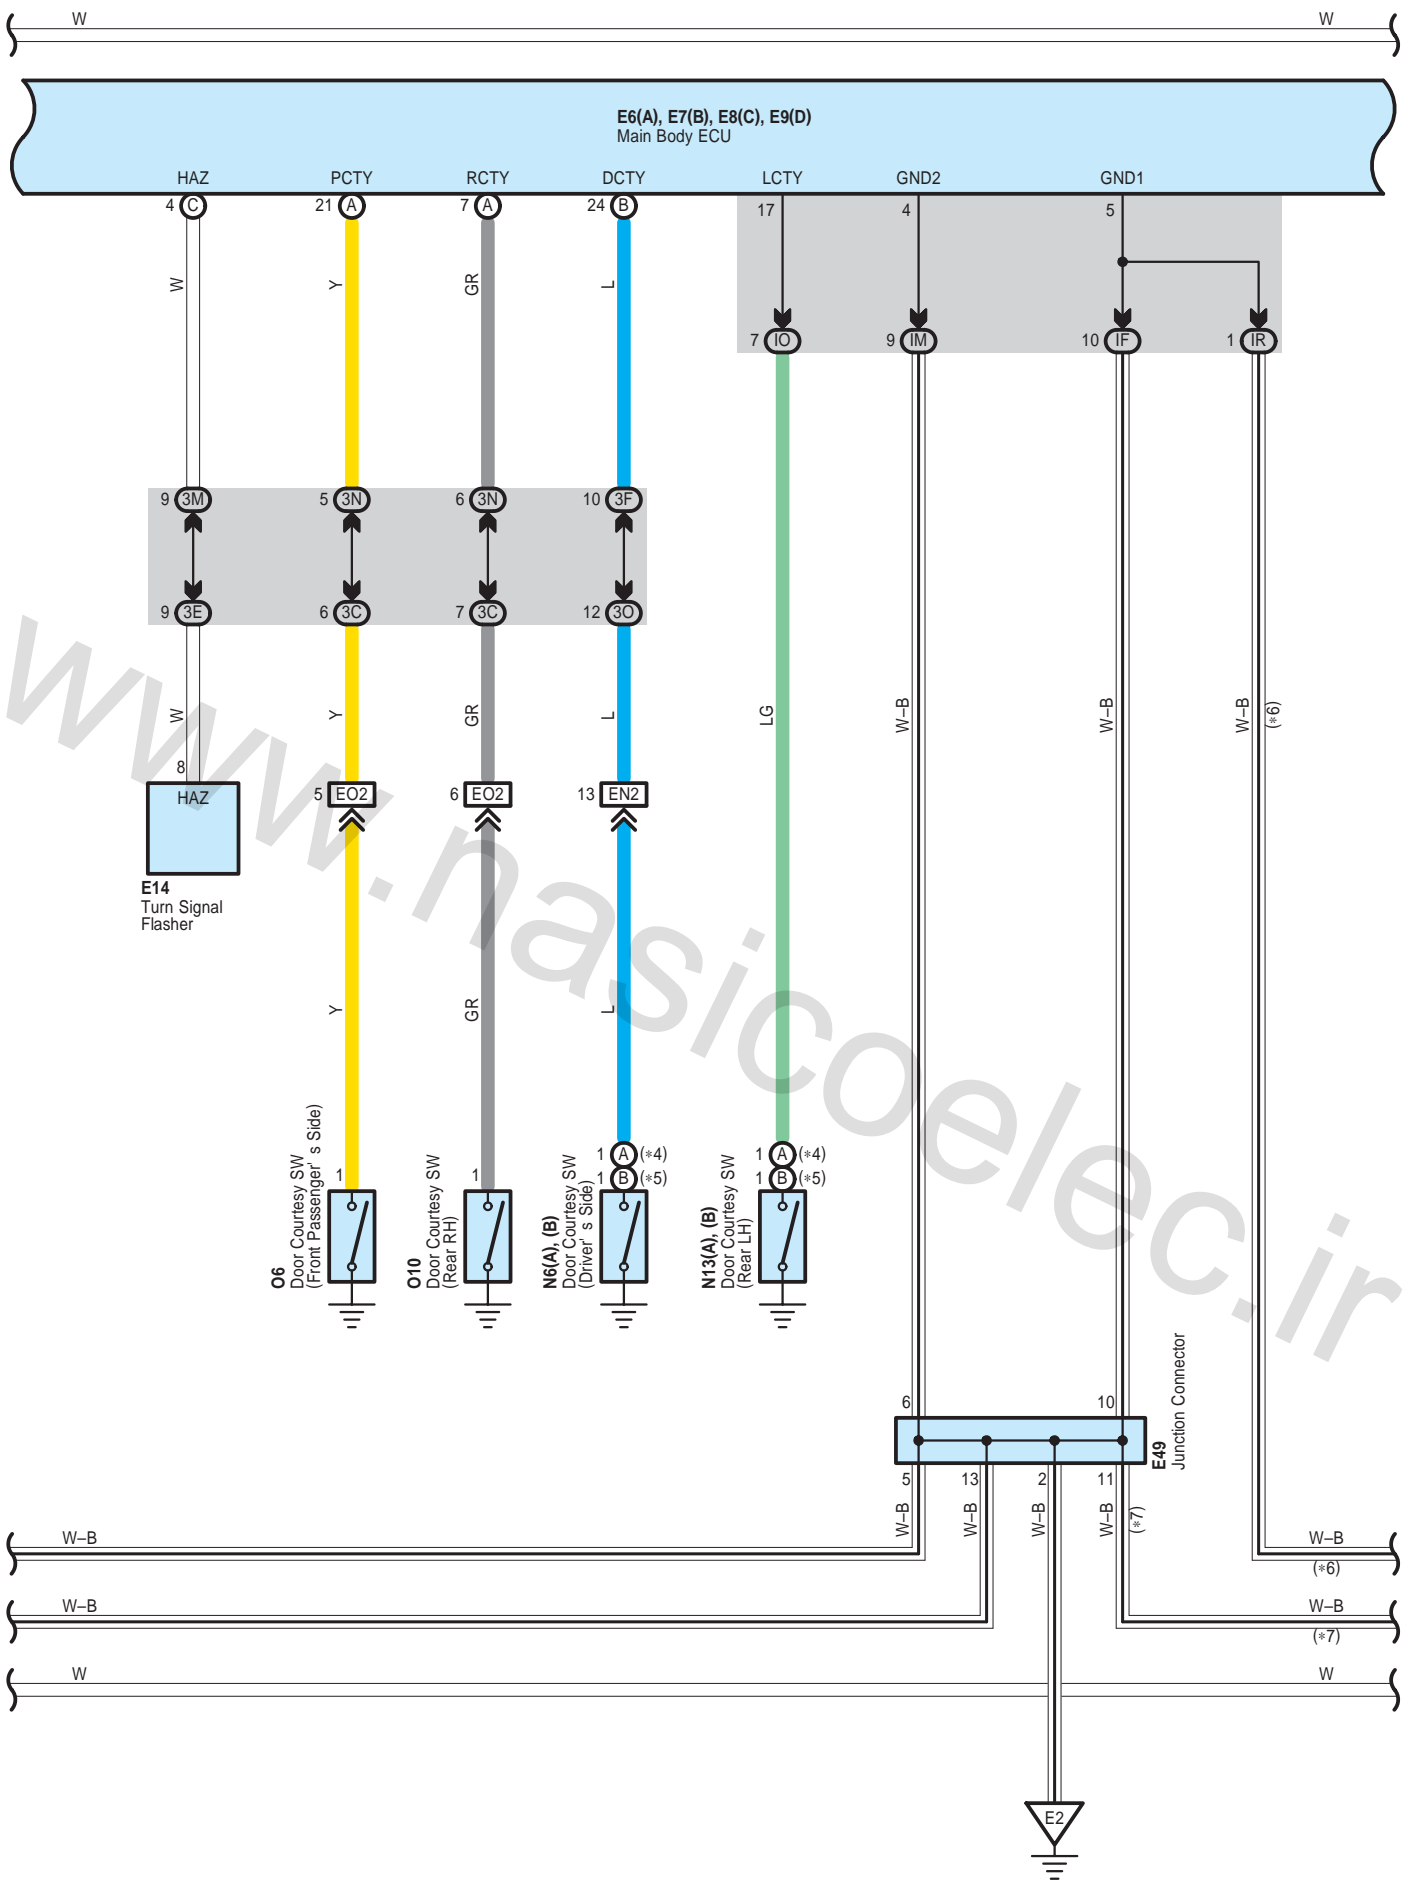 W W
E6(A), E7(B), E8(C), E9(D)
Main Body ECU
HAZ PCTY RCTY DCTY LCTY GND2 GND1
4 C 21 A 7 A 24 B 17 4 5
W Y GR L
7 IO 9 IM 10 IF 1 IR
9 3M 5 3N 6 3N 10 3F
9 3E 6 3C 7 3C 12 3O
W Y GR L LG W–B W–B W–B (∗6)
8
HAZ
5 EO2 6 EO2 13 EN2
E14
Turn Signal
Flasher
Y GR L
1 A (∗4) 1 A (∗4)
1 1 1 B (∗5) 1 B (∗5)
O6
Door Courtesy SW
(Front Passenger' s Side)
O10
Door Courtesy SW
(Rear RH)
N6(A), (B)
Door Courtesy SW
(Driver' s Side)
N13(A), (B)
Door Courtesy SW
(Rear LH)
6 10
E49
Junction Connector
5 13 2 11
W–B W–B W–B W–B (∗7)
W–B W–B
(∗6)
W–B W–B
(∗7)
W W
E2
www.nasicoelec.ir